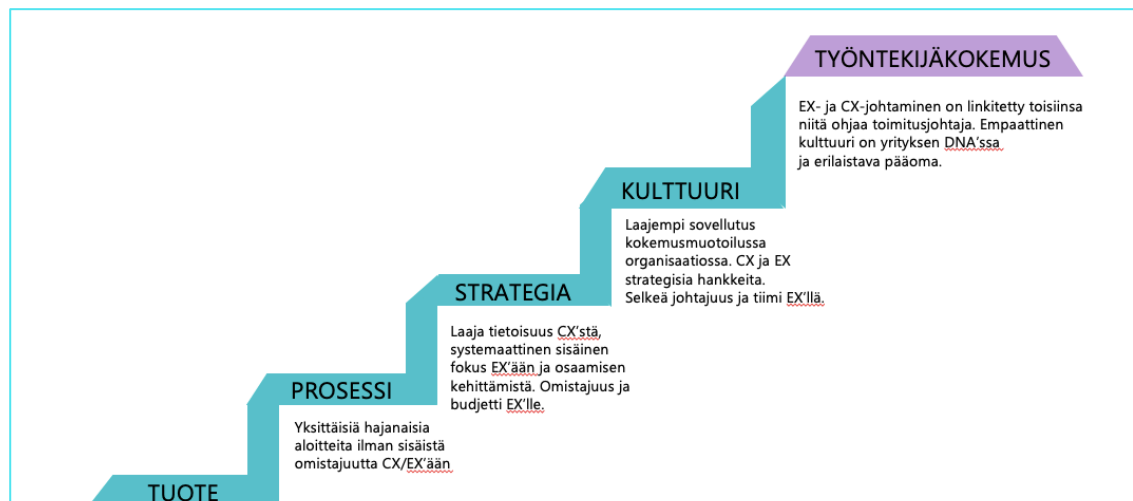 TYÖNTEKIJÄKOKEMUS
EX- ja CX-johtaminen on linkitetty toisiinsa
niitä ohjaa toimitusjohtaja. Empaattinen
kulttuuri on yrityksen DNA’ssa
ja erilaistava pääoma.
KULTTUURI
Laajempi sovellutus
kokemusmuotoilussa
organisaatiossa. CX ja EX
strategisia hankkeita.
Selkeä johtajuus ja tiimi EX’llä.
STRATEGIA
Laaja tietoisuus CX’stä,
systemaattinen sisäinen
fokus EX’ään ja osaamisen
kehittämistä. Omistajuus ja
budjetti EX’lle.
PROSESSI
Yksittäisiä hajanaisia
aloitteita ilman sisäistä
omistajuutta CX/EX’ään
TUOTE